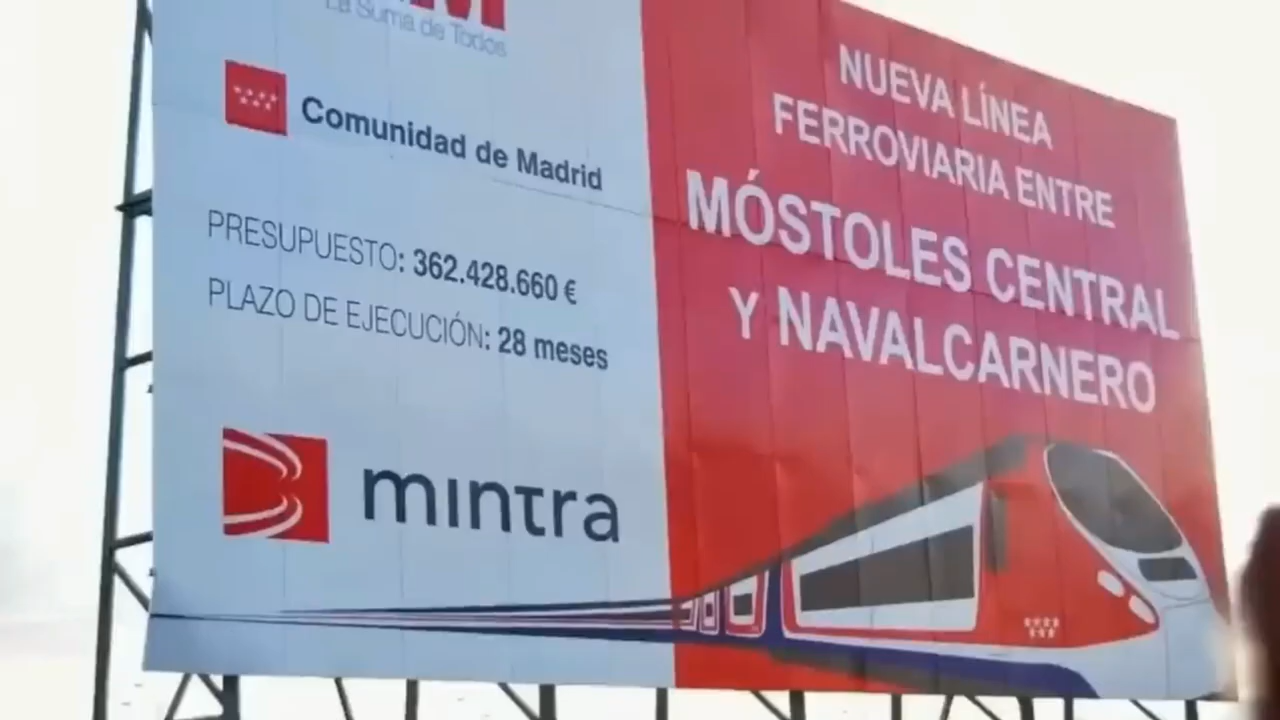 La Suma de Todos
Comunidad de Madrid
PRESUPUESTO: 362.428.660 €
PLAZO DE EJECUCIÓN: 28 meses
mintra
NUEVA LÍNEA
FERROVIARIA ENTRE
MÓSTOLES CENTRAL
Y NAVALCARNERO